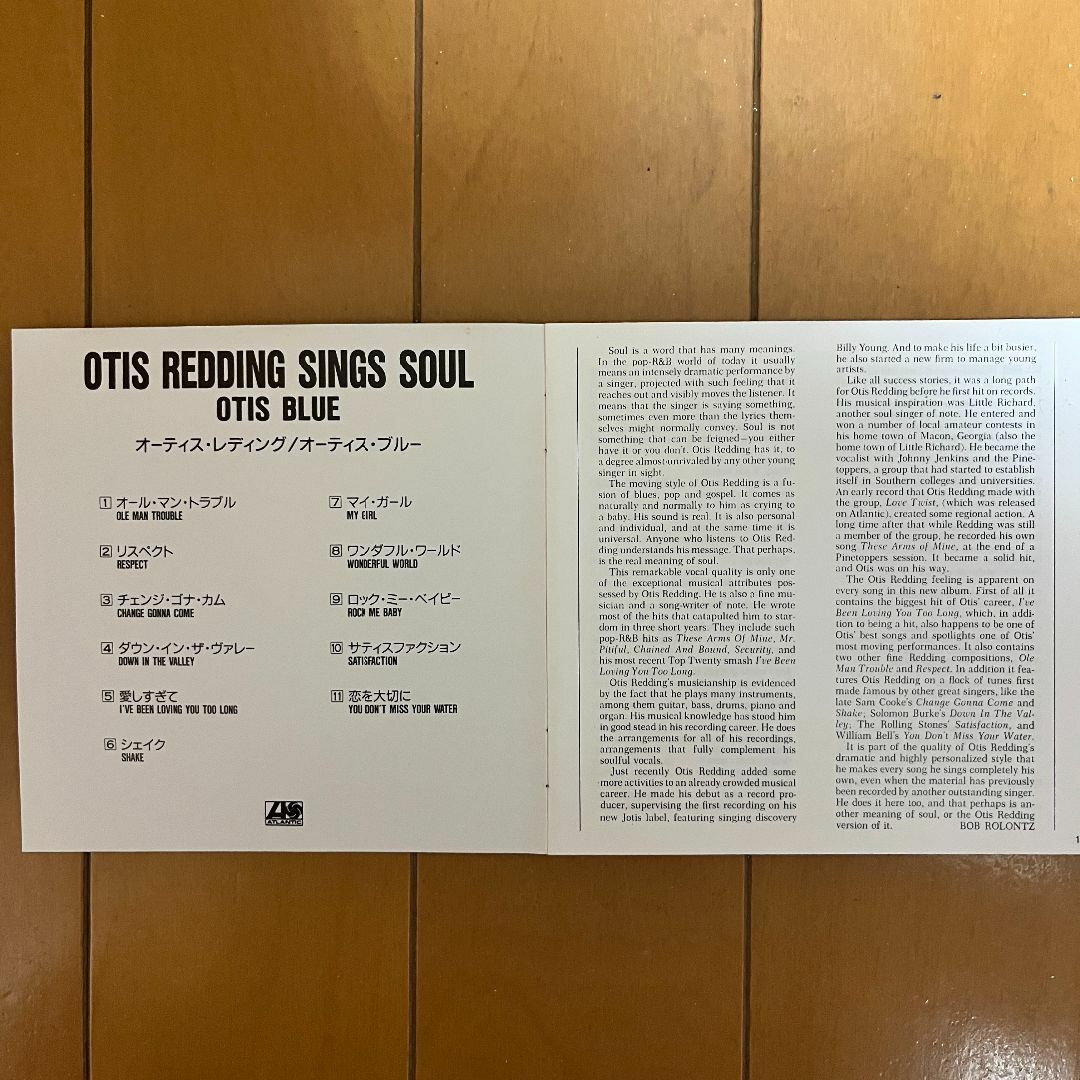 OTIS REDDING SINGS SOUL
OTIS BLUE
オーティス・レディング/オーティス・ブルー
1 オール・マン・トラブル
OLE MAN TROUBLE
2 リスペクト
RESPECT
3 チェンジ・ゴナ・カム
CHANGE GONNA COME
4 ダウン・イン・ザ・ヴァレー
DOWN IN THE VALLEY
5 愛しすぎて
I'VE BEEN LOVING YOU TOO LONG
6 シェイク
SHAKE
7 マイ・ガール
MY GIRL
8 ワンダフル・ワールド
WONDERFUL WORLD
9 ロック・ミー・ベイビー
ROCK ME BABY
10 サティスファクション
SATISFACTION
11 恋を大切に
YOU DON'T MISS YOUR WATER
ATLANTIC
Soul is a word that has many meanings.
In the pop-R&B world of today it usually
means an intensely dramatic performance by
a singer, projected with such feeling that it
reaches out and visibly moves the listener. It
means that the singer is saying something,
sometimes even more than the lyrics them-
selves might normally convey. Soul is not
something that can be feigned—you either
have it or you don't. Otis Redding has it, to
a degree almost unrivaled by any other young
singer in sight.
The moving style of Otis Redding is a fu-
sion of blues, pop and gospel. It comes as
naturally and normally to him as crying to
a baby. His sound is real. It is also personal
and individual, and at the same time it is
universal. Anyone who listens to Otis Red-
ding understands his message. That perhaps,
is the real meaning of soul.
This remarkable vocal quality is only one
of the exceptional musical attributes pos-
sessed by Otis Redding. He is also a fine mu-
sician and a song-writer of note. He wrote
most of the hits that catapulted him to star-
dom in three short years. They include such
pop-R&B hits as These Arms Of Mine, Mr.
Pitiful, Chained And Bound, Security, and
his most recent Top Twenty smash I've Been
Loving You Too Long.
Otis Redding's musicianship is evidenced
by the fact that he plays many instruments,
among them guitar, bass, drums, piano and
organ. His musical knowledge has stood him
in good stead in his recording career. He does
the arrangements for all of his recordings,
arrangements that fully complement his
soulful vocals.
Just recently Otis Redding added some
more activities to an already crowded musical
career. He made his debut as a record pro-
ducer, supervising the first recording on his
new Jotis label, featuring singing discovery
Billy Young. And to make his life a bit busier,
he also started a new firm to manage young
artists.
Like all success stories, it was a long path
for Otis Redding before he first hit on records.
His musical inspiration was Little Richard,
another soul singer of note. He entered and
won a number of local amateur contests in
his home town of Macon, Georgia (also the
home town of Little Richard). He became the
vocalist with Johnny Jenkins and the Pine-
toppers, a group that had started to establish
itself in Southern colleges and universities.
An early record that Otis Redding made with
the group, Love Twist, (which was released
on Atlantic), created some regional action. A
long time after that while Redding was still
a member of the group, he recorded his own
song These Arms of Mine, at the end of a
Pinetoppers session. It became a solid hit,
and Otis was on his way.
The Otis Redding feeling is apparent on
every song in this new album. First of all it
contains the biggest hit of Otis' career, I've
Been Loving You Too Long, which, in addi-
tion to being a hit, also happens to be one of
Otis' best songs and spotlights one of Otis'
most moving performances. It also contains
two other fine Redding compositions, Ole
Man Trouble and Respect. In addition it fea-
tures Otis Redding on a flock of tunes first
made famous by other great singers, like the
late Sam Cooke's Change Gonna Come and
Shake; Solomon Burke's Down In The Val-
ley; The Rolling Stones' Satisfaction, and
William Bell's You Don't Miss Your Water.
It is part of the quality of Otis Redding's
dramatic and highly personalized style that
he makes every song he sings completely his
own, even when the material has previously
been recorded by another outstanding singer.
He does it here too, and that perhaps is an-
other meaning of soul, or the Otis Redding
version of it. BOB ROLONTZ
1